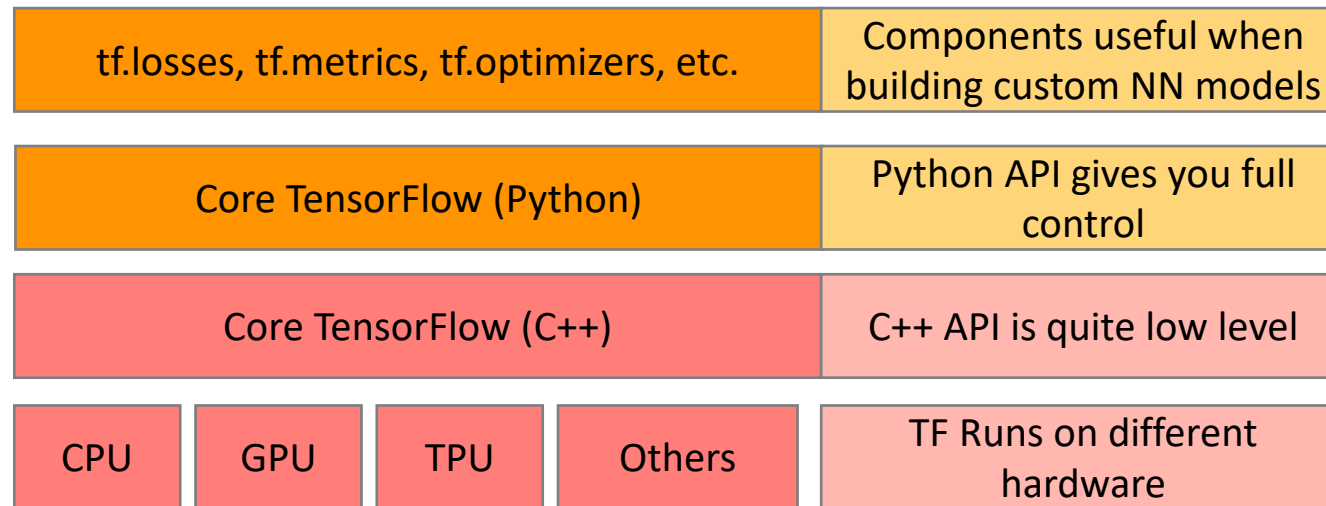 tf.losses, tf.metrics, tf.optimizers, etc.
Components useful when
building custom NN models
Core TensorFlow (Python)
Python API gives you full
control
Core TensorFlow (C++)
C++ API is quite low level
CPU
GPU
TPU
Others
TF Runs on different
hardware